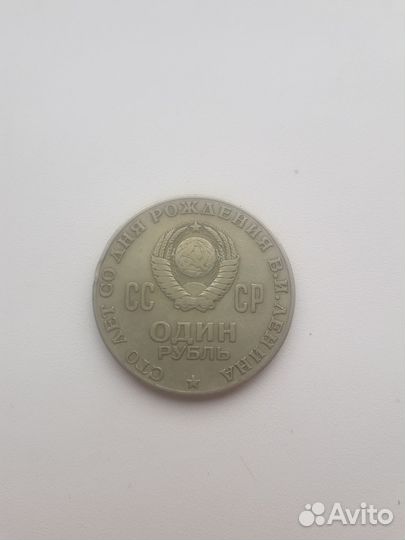 СТО ЛЕТ СО ДНЯ РОЖДЕНИЯ В.И.ЛЕНИНА
СС СР
ОДИН
РУБЛЬ
Avito